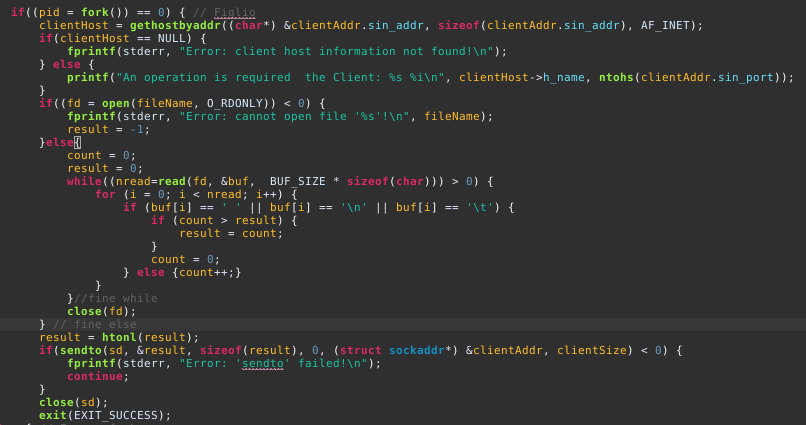 if((pid = fork()) == 0) { // Figlio
    clientHost = gethostbyaddr((char*) &clientAddr.sin_addr, sizeof(clientAddr.sin_addr), AF_INET);
    if(clientHost == NULL) {
        fprintf(stderr, "Error: client host information not found!\n");
    } else {
        printf("An operation is required  the Client: %s %i\n", clientHost->h_name, ntohs(clientAddr.sin_port));
    }
    if((fd = open(fileName, O_RDONLY)) < 0) {
        fprintf(stderr, "Error: cannot open file '%s'!\n", fileName);
        result = -1;
    }else{
        count = 0;
        result = 0;
        while((nread=read(fd, &buf,  BUF_SIZE * sizeof(char))) > 0) {
            for (i = 0; i < nread; i++) {
                if (buf[i] == ' ' || buf[i] == '\n' || buf[i] == '\t') {
                    if (count > result) {
                        result = count;
                    }
                    count = 0;
                } else {count++;}
            }
        }//fine while
        close(fd);
    } // fine else
    result = htonl(result);
    if(sendto(sd, &result, sizeof(result), 0, (struct sockaddr*) &clientAddr, clientSize) < 0) {
        fprintf(stderr, "Error: 'sendto' failed!\n");
        continue;
    }
    close(sd);
    exit(EXIT_SUCCESS);